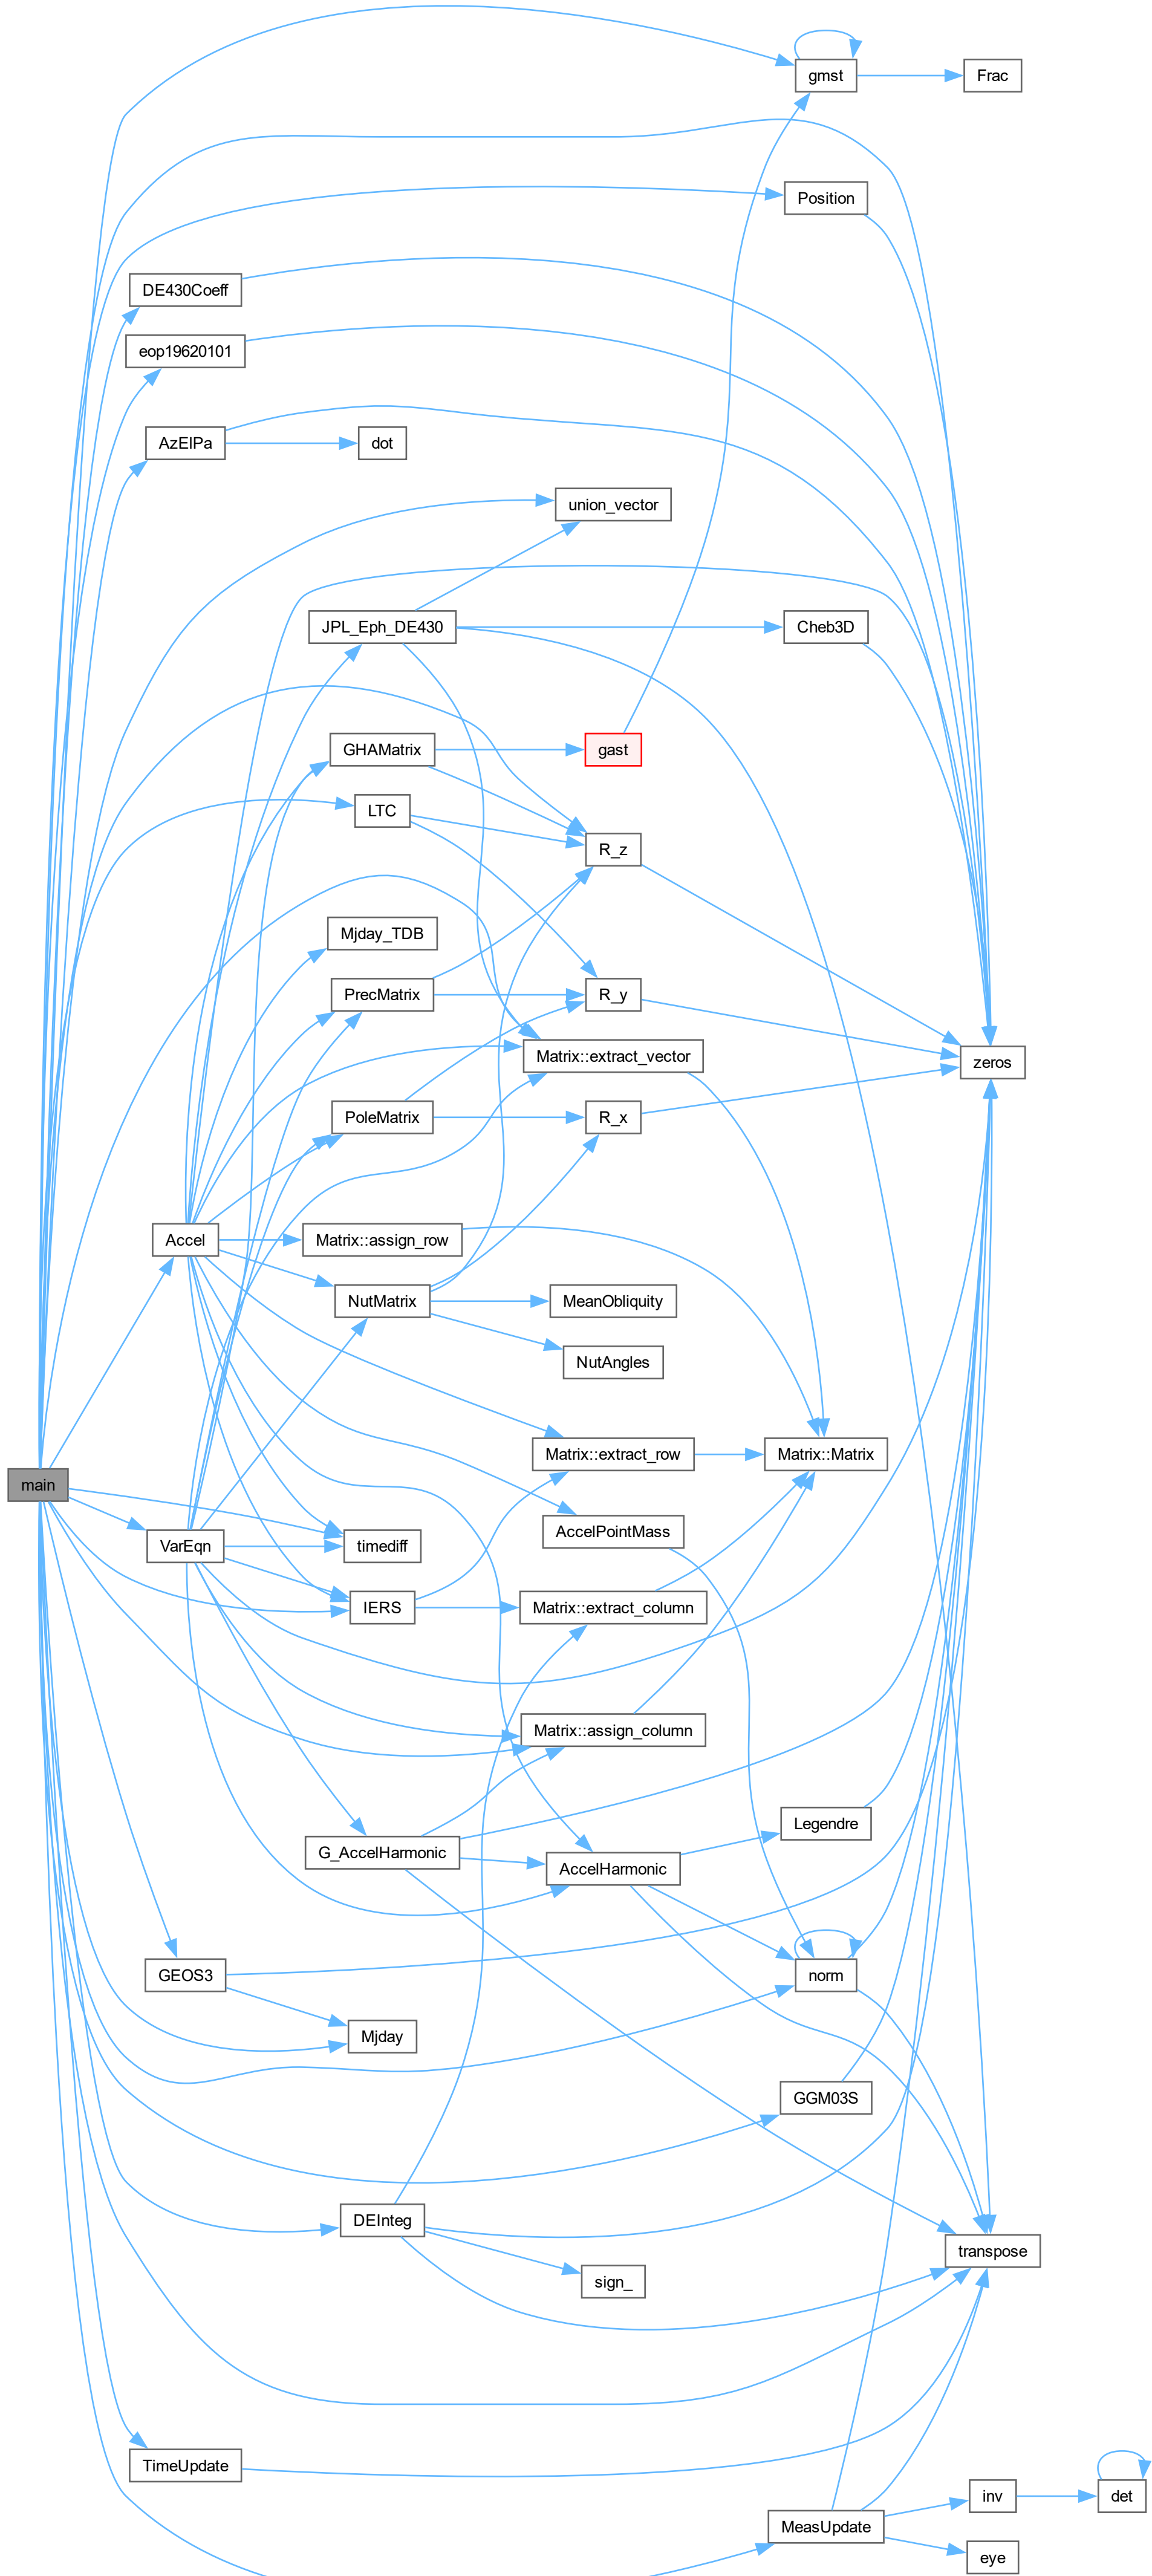 gmst
Frac
Position
DE430Coeff
eop19620101
AzElPa
dot
union_vector
JPL_Eph_DE430
Cheb3D
GHAMatrix
gast
LTC
R_z
Mjday_TDB
PrecMatrix
R_y
Matrix::extract_vector
zeros
PoleMatrix
R_x
Accel
Matrix::assign_row
NutMatrix
MeanObliquity
NutAngles
Matrix::extract_row
Matrix::Matrix
main
AccelPointMass
VarEqn
timediff
IERS
Matrix::extract_column
Matrix::assign_column
Legendre
G_AccelHarmonic
AccelHarmonic
GEOS3
norm
Mjday
GGM03S
DEInteg
transpose
sign_
TimeUpdate
inv
det
MeasUpdate
eye